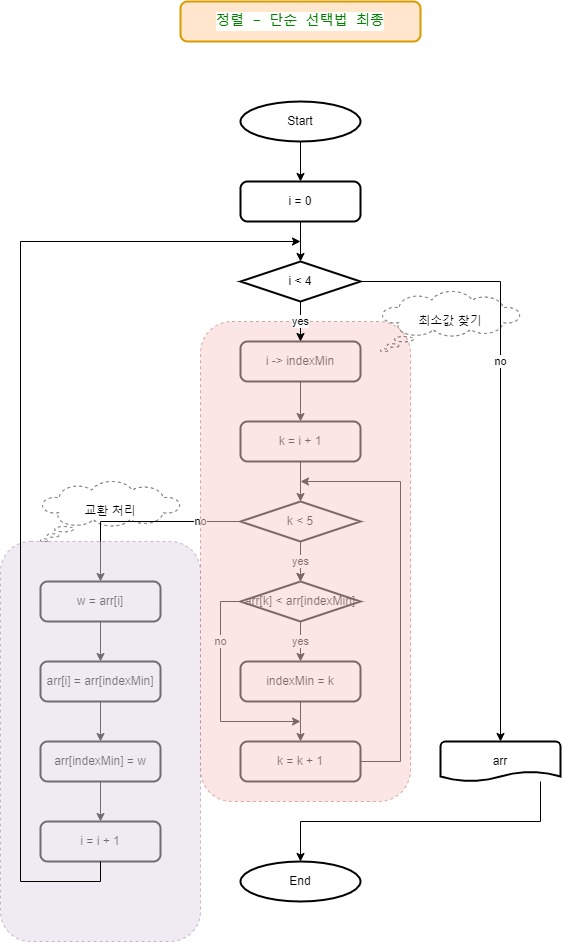 정렬 - 단순 선택법 최종
Start
i = 0
i < 4
yes
최소값 찾기
no
i -> indexMin
k = i + 1
k < 5
no
교환 처리
yes
w = arr[i]
arr[k] < arr[indexMin]
no
yes
arr[i] = arr[indexMin]
indexMin = k
arr[indexMin] = w
k = k + 1
arr
i = i + 1
End